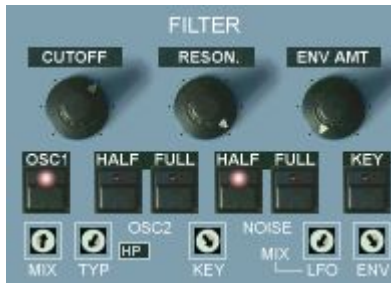 FILTER
CUTOFF RESON. ENV AMT
OSC1 HALF FULL HALF FULL KEY
OSC2 NOISE
HP MIX
MIX TYP KEY LFO ENV